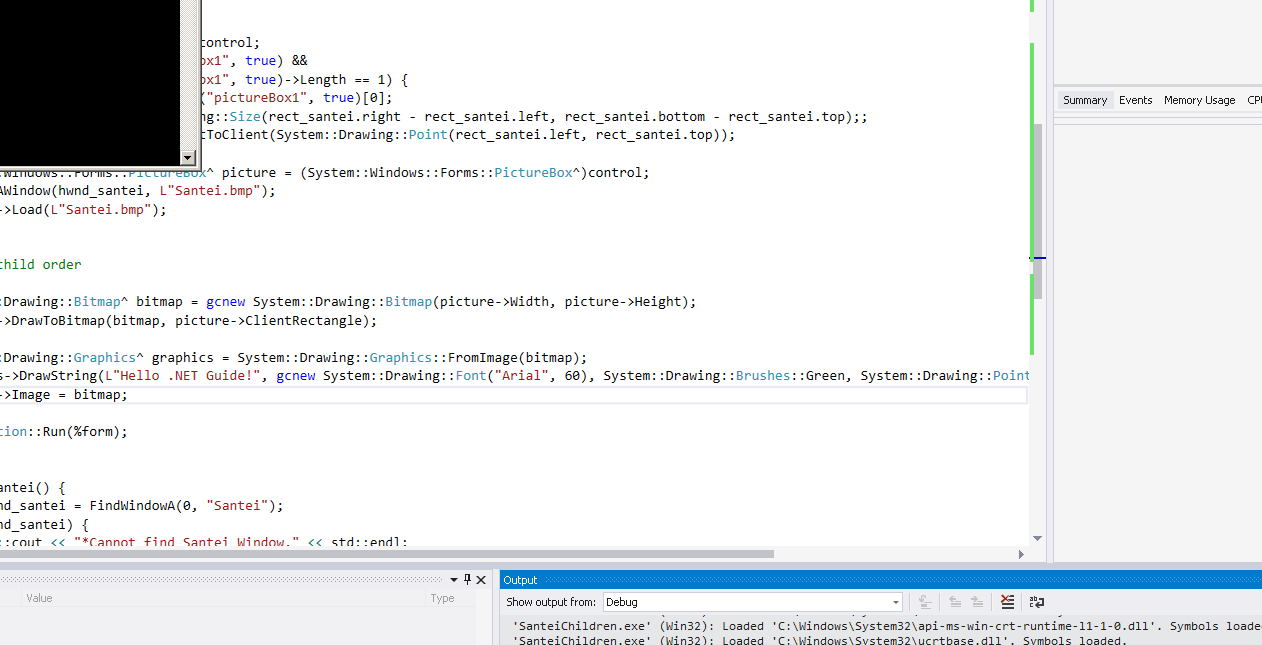 control;
ox1", true) &&
ox1", true)->Length == 1) {
("pictureBox1", true)[0];
ng::Size(rect_santei.right - rect_santei.left, rect_santei.bottom - rect_santei.top);;
tToClient(System::Drawing::Point(rect_santei.left, rect_santei.top));
:Windows::Forms::PictureBox^ picture = (System::Windows::Forms::PictureBox^)control;
AWindow(hwnd_santei, L"Santei.bmp");
->Load(L"Santei.bmp");
child order
:Drawing::Bitmap^ bitmap = gcnew System::Drawing::Bitmap(picture->Width, picture->Height);
->DrawToBitmap(bitmap, picture->ClientRectangle);
:Drawing::Graphics^ graphics = System::Drawing::Graphics::FromImage(bitmap);
s->DrawString(L"Hello .NET Guide!", gcnew System::Drawing::Font("Arial", 60), System::Drawing::Brushes::Green, System::Drawing::Point
->Image = bitmap;
tion::Run(%form);
antei() {
nd_santei = FindWindowA(0, "Santei");
nd_santei) {
::cout << "*Cannot find Santei Window." << std::endl;
Summary Events Memory Usage CPU
Value Type
Output
Show output from: Debug
'SanteiChildren.exe' (Win32): Loaded 'C:\Windows\System32\api-ms-win-crt-runtime-l1-1-0.dll'. Symbols loade
'SanteiChildren.exe' (Win32): Loaded 'C:\Windows\System32\ucrtbase.dll'. Symbols loaded.